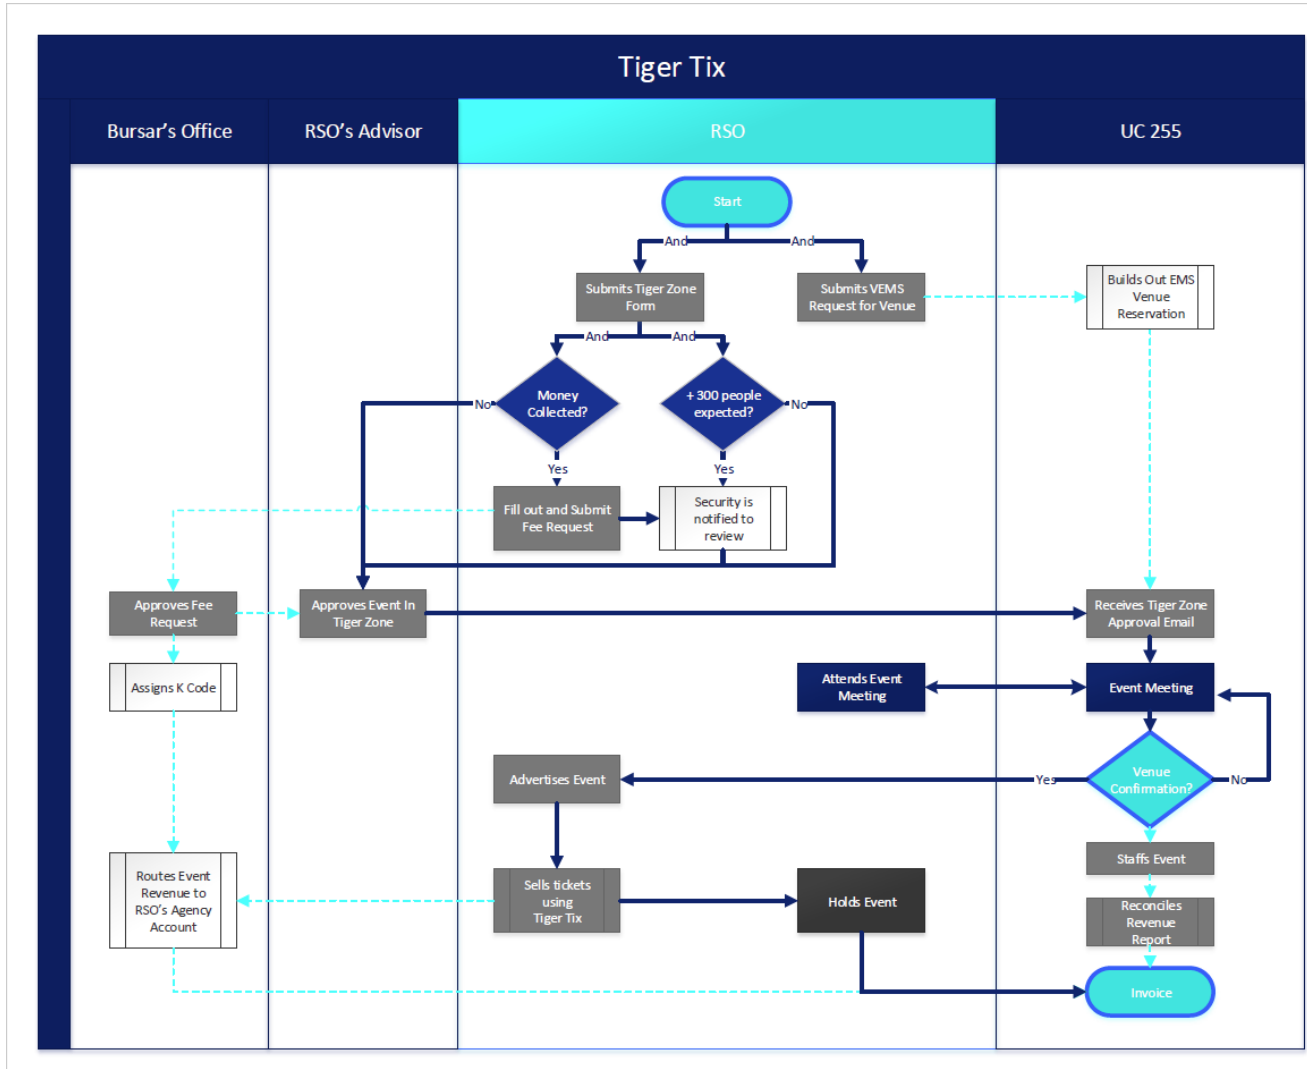 Tiger Tix
Bursar's Office
RSO's Advisor
RSO
UC 255
Start
And
And
Submits Tiger Zone
Form
Submits VEMS
Request for Venue
Builds Out EMS
Venue
Reservation
And
And
Money
Collected?
No
+ 300 people
expected?
No
Yes
Yes
Fill out and Submit
Fee Request
Security is
notified to
review
Approves Fee
Request
Approves Event In
Tiger Zone
Receives Tiger Zone
Approval Email
Assigns K Code
Attends Event
Meeting
Event Meeting
Advertises Event
Yes
Venue
Confirmation?
No
Staffs Event
Routes Event
Revenue to
RSO's Agency
Account
Sells tickets
using
Tiger Tix
Holds Event
Reconciles
Revenue
Report
Invoice